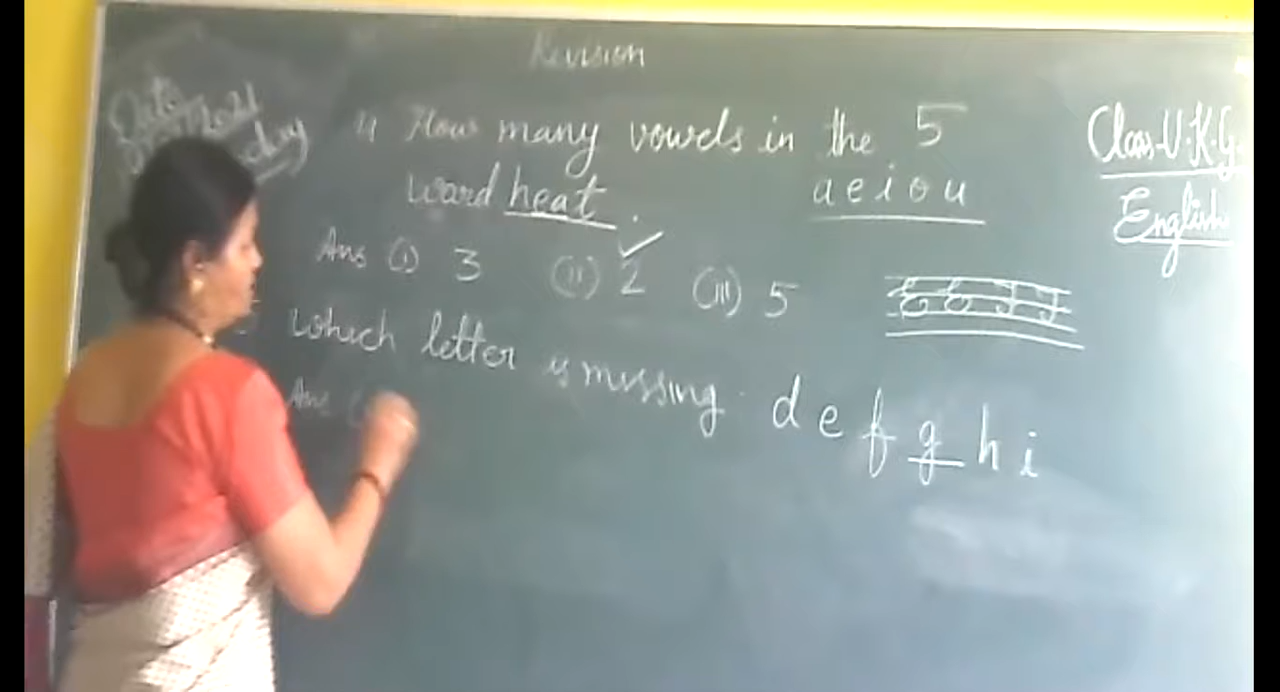 Revision
4 How many vowels in the 5
word heat. a e i o u
Ans (i) 3 (ii) 2 ✓ (iii) 5
Which letter is missing. d e f g h i
Ans (
Class-U.K.G.
English